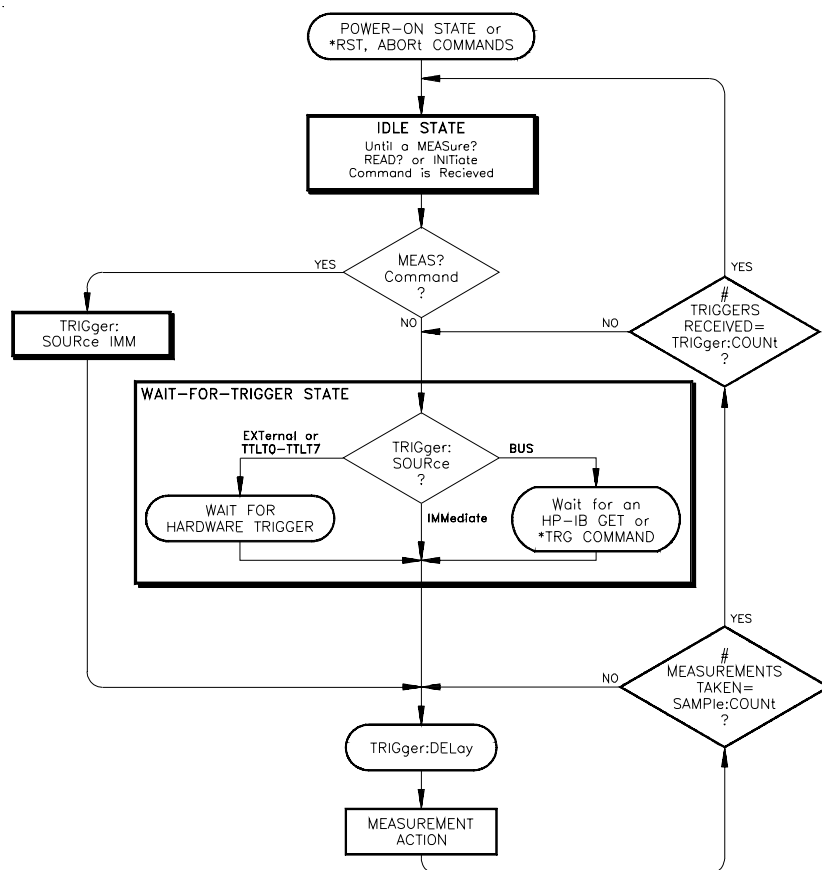 POWER-ON STATE or
*RST, ABORt COMMANDS
IDLE STATE
Until a MEASure?
READ? or INITiate
Command is Recieved
MEAS?
Command
?
YES
NO
TRIGger:
SOURce IMM
YES
#
TRIGGERS
RECEIVED=
TRIGger:COUNt
?
NO
WAIT-FOR-TRIGGER STATE
EXTernal or
TTLT0-TTLT7
TRIGger:
SOURce
?
BUS
WAIT FOR
HARDWARE TRIGGER
IMMediate
Wait for an
HP-IB GET or
*TRG COMMAND
YES
#
MEASUREMENTS
TAKEN=
SAMPle:COUNt
?
NO
TRIGger:DELay
MEASUREMENT
ACTION